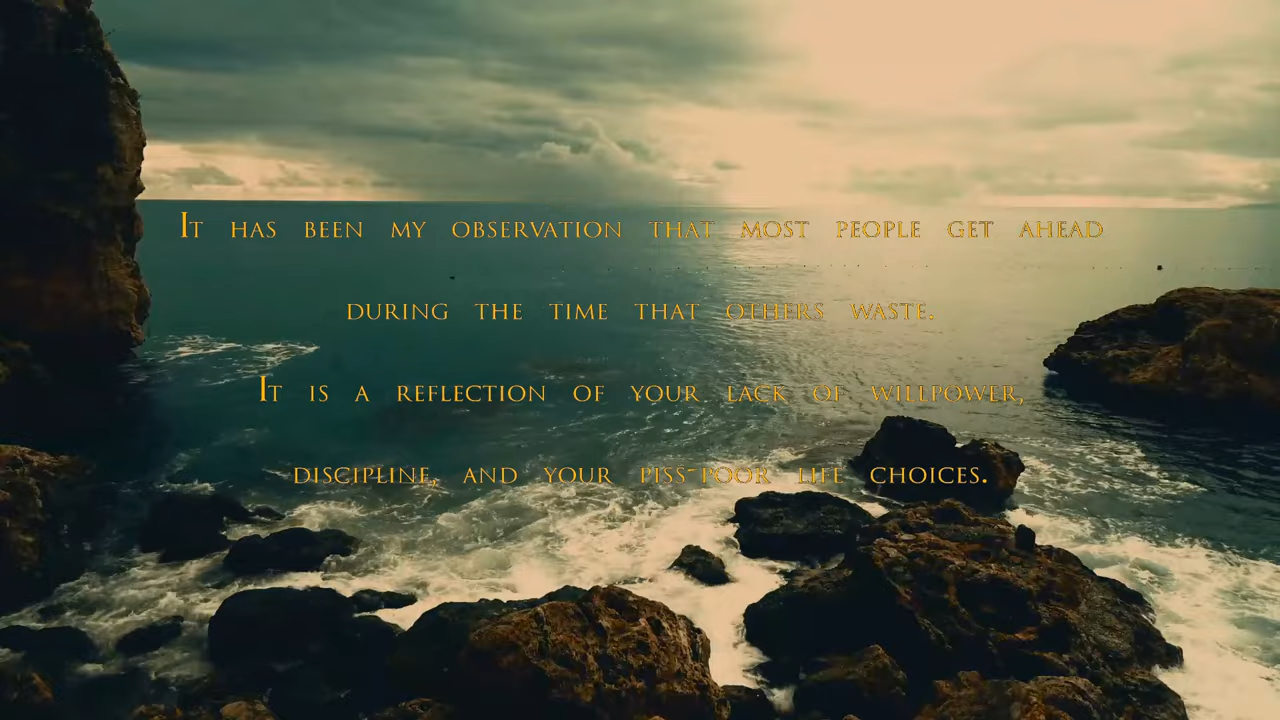 It has been my observation that most people get ahead
during the time that others waste.
It is a reflection of your lack of willpower,
discipline, and your piss-poor life choices.